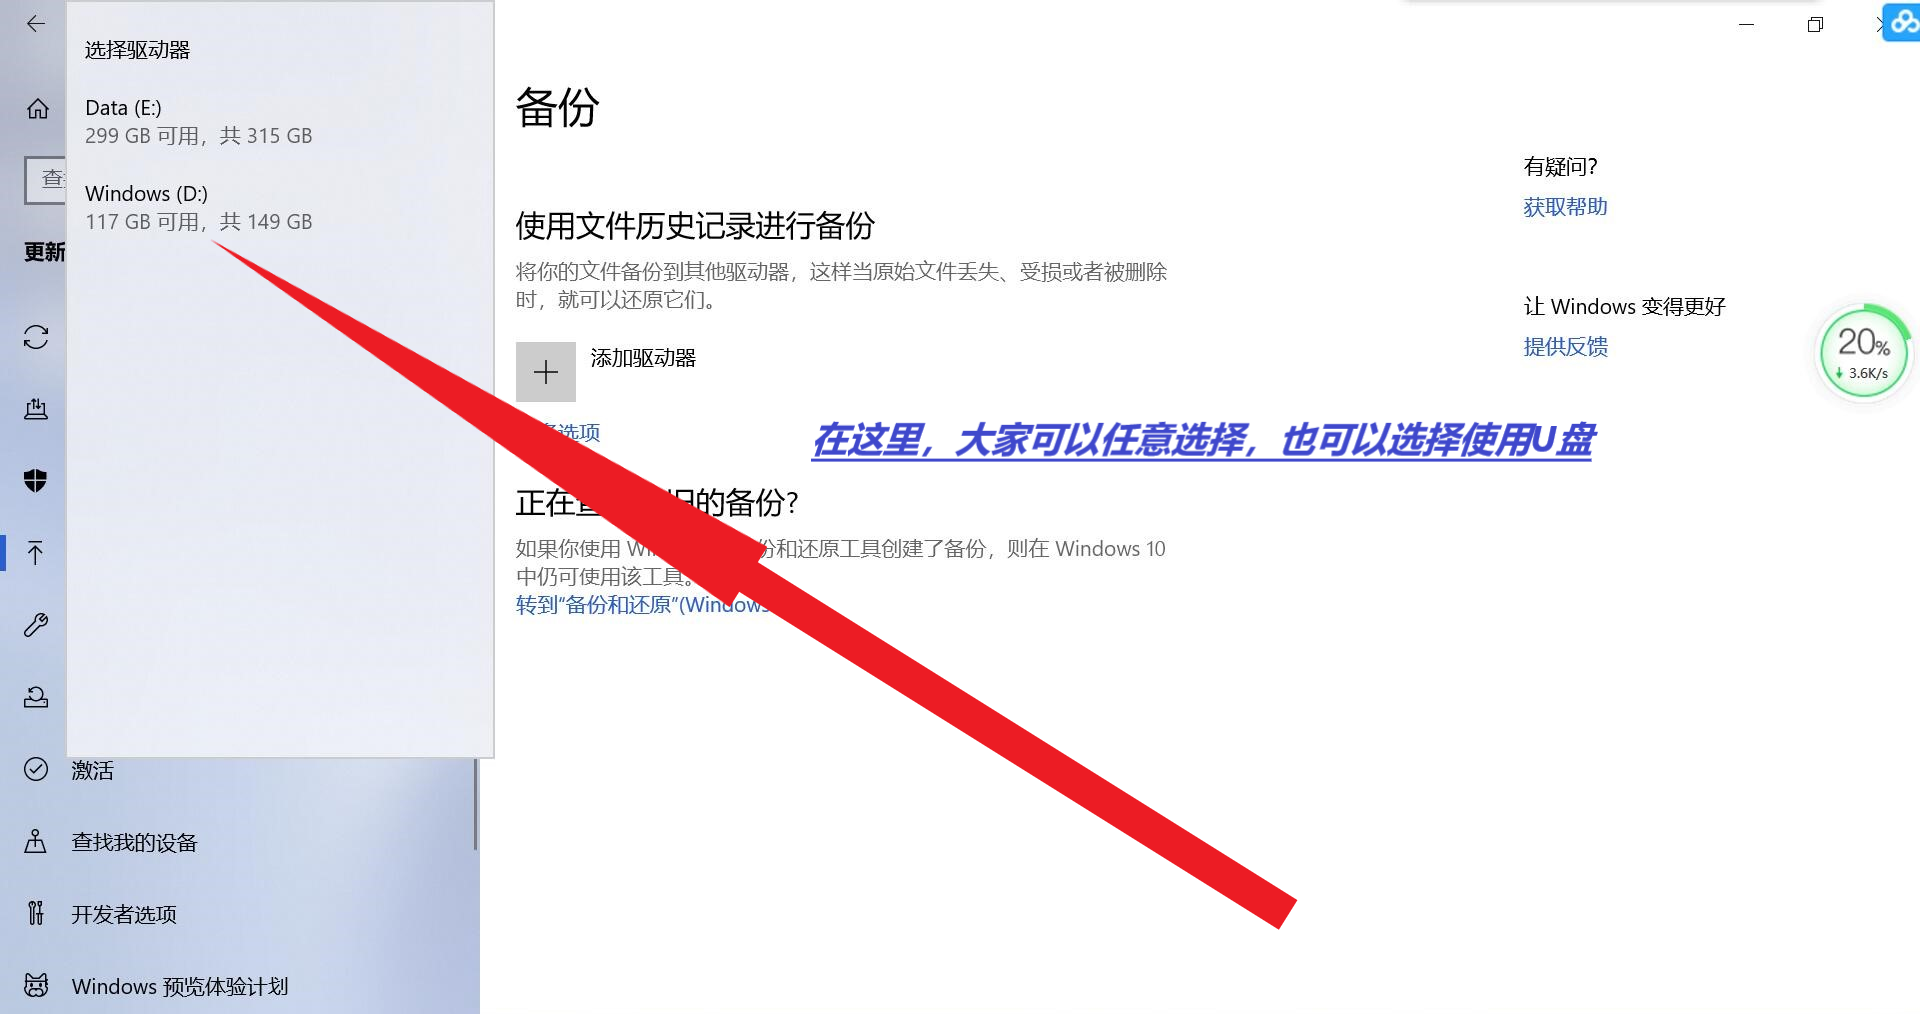 选择驱动器
Data (E:)
299 GB 可用，共 315 GB
Windows (D:)
117 GB 可用，共 149 GB
查
更新
激活
查找我的设备
开发者选项
Windows 预览体验计划
备份
使用文件历史记录进行备份
将你的文件备份到其他驱动器，这样当原始文件丢失、受损或者被删除
时，就可以还原它们。
添加驱动器
选项
在这里，大家可以任意选择，也可以选择使用U盘
正在 旧的备份?
如果你使用 Wi 份和还原工具创建了备份，则在 Windows 10
中仍可使用该工具。
转到“备份和还原”(Windows
有疑问?
获取帮助
让 Windows 变得更好
提供反馈
20%
3.6K/s